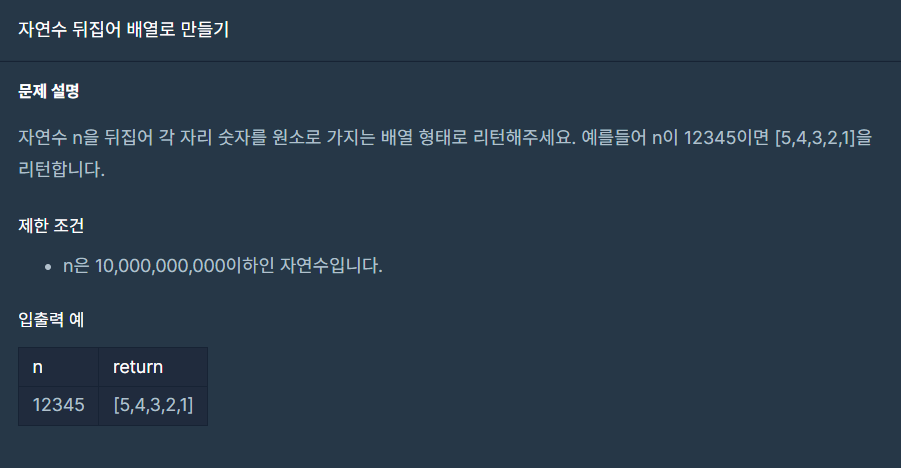 자연수 뒤집어 배열로 만들기
문제 설명
자연수 n을 뒤집어 각 자리 숫자를 원소로 가지는 배열 형태로 리턴해주세요. 예를들어 n이 12345이면 [5,4,3,2,1]을
리턴합니다.
제한 조건
• n은 10,000,000,000이하인 자연수입니다.
입출력 예
n return
12345 [5,4,3,2,1]